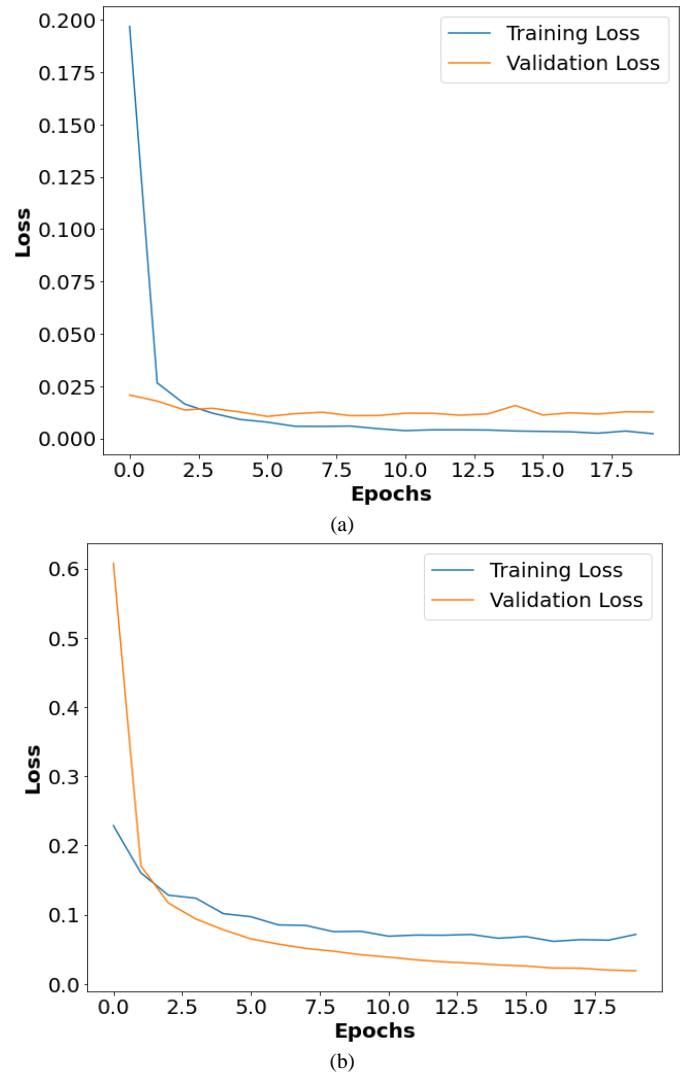 0.200
0.175
0.150
0.125
0.100
0.075
0.050
0.025
0.000
Loss
Training Loss
Validation Loss
0.0 2.5 5.0 7.5 10.0 12.5 15.0 17.5
Epochs
(a)
0.6
0.5
0.4
0.3
0.2
0.1
0.0
Loss
Training Loss
Validation Loss
0.0 2.5 5.0 7.5 10.0 12.5 15.0 17.5
Epochs
(b)